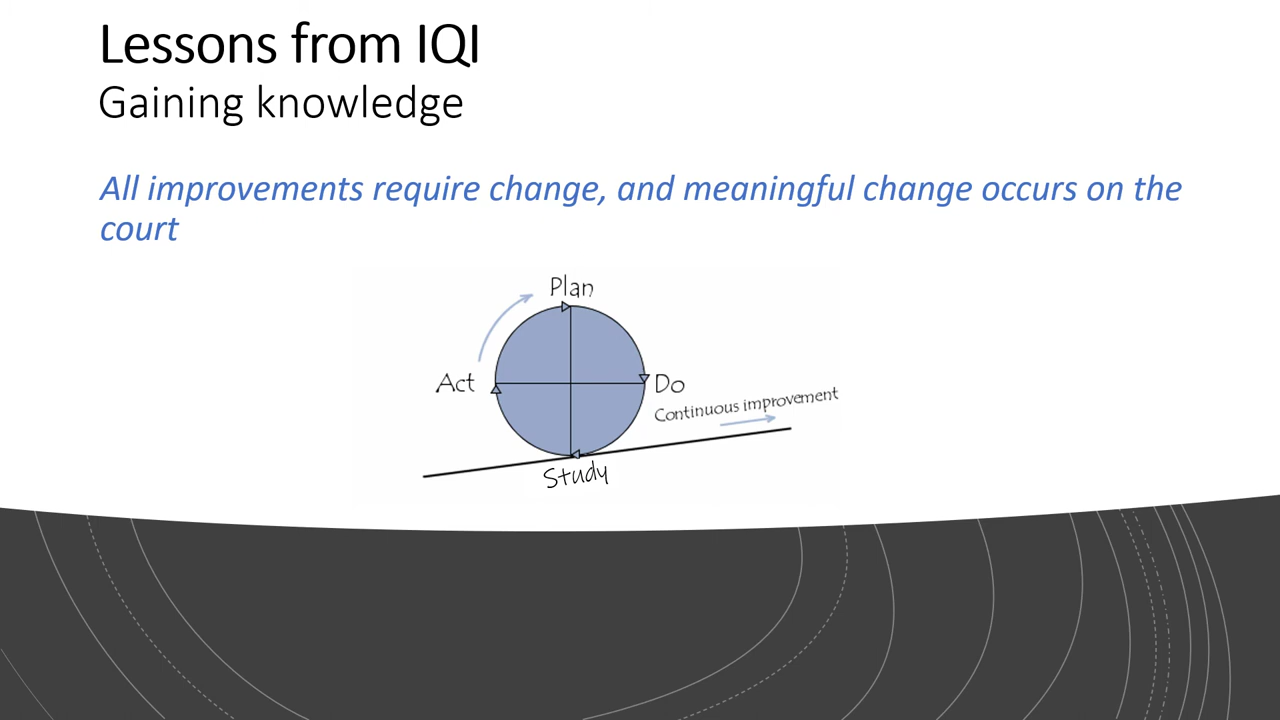 Lessons from IQI
Gaining knowledge
All improvements require change, and meaningful change occurs on the
court
Plan
Act
Do
Continuous improvement
Study